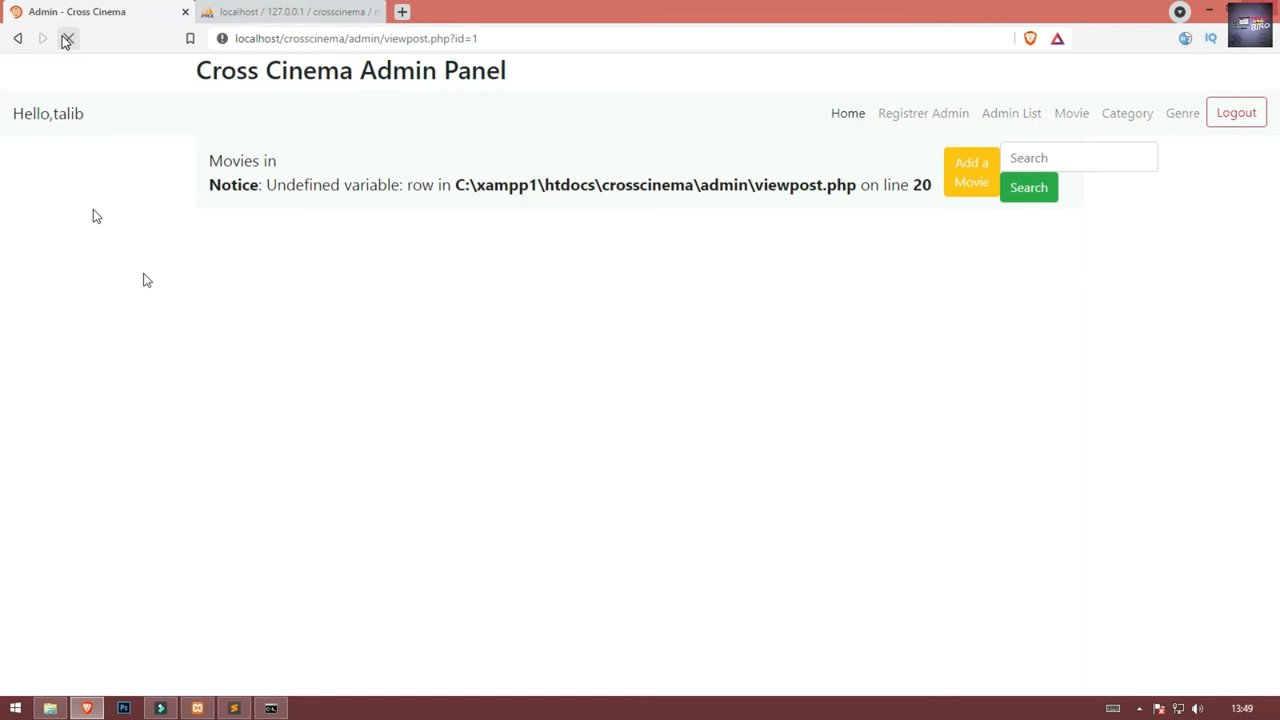 Admin - Cross Cinema
localhost / 127.0.0.1 / crosscinema / m
localhost/crosscinema/admin/viewpost.php?id=1
Cross Cinema Admin Panel
Hello,talib
Home
Registrer Admin
Admin List
Movie
Category
Genre
Logout
Movies in
Notice: Undefined variable: row in C:\xampp1\htdocs\crosscinema\admin\viewpost.php on line 20
Add a
Movie
Search
Search
13:49